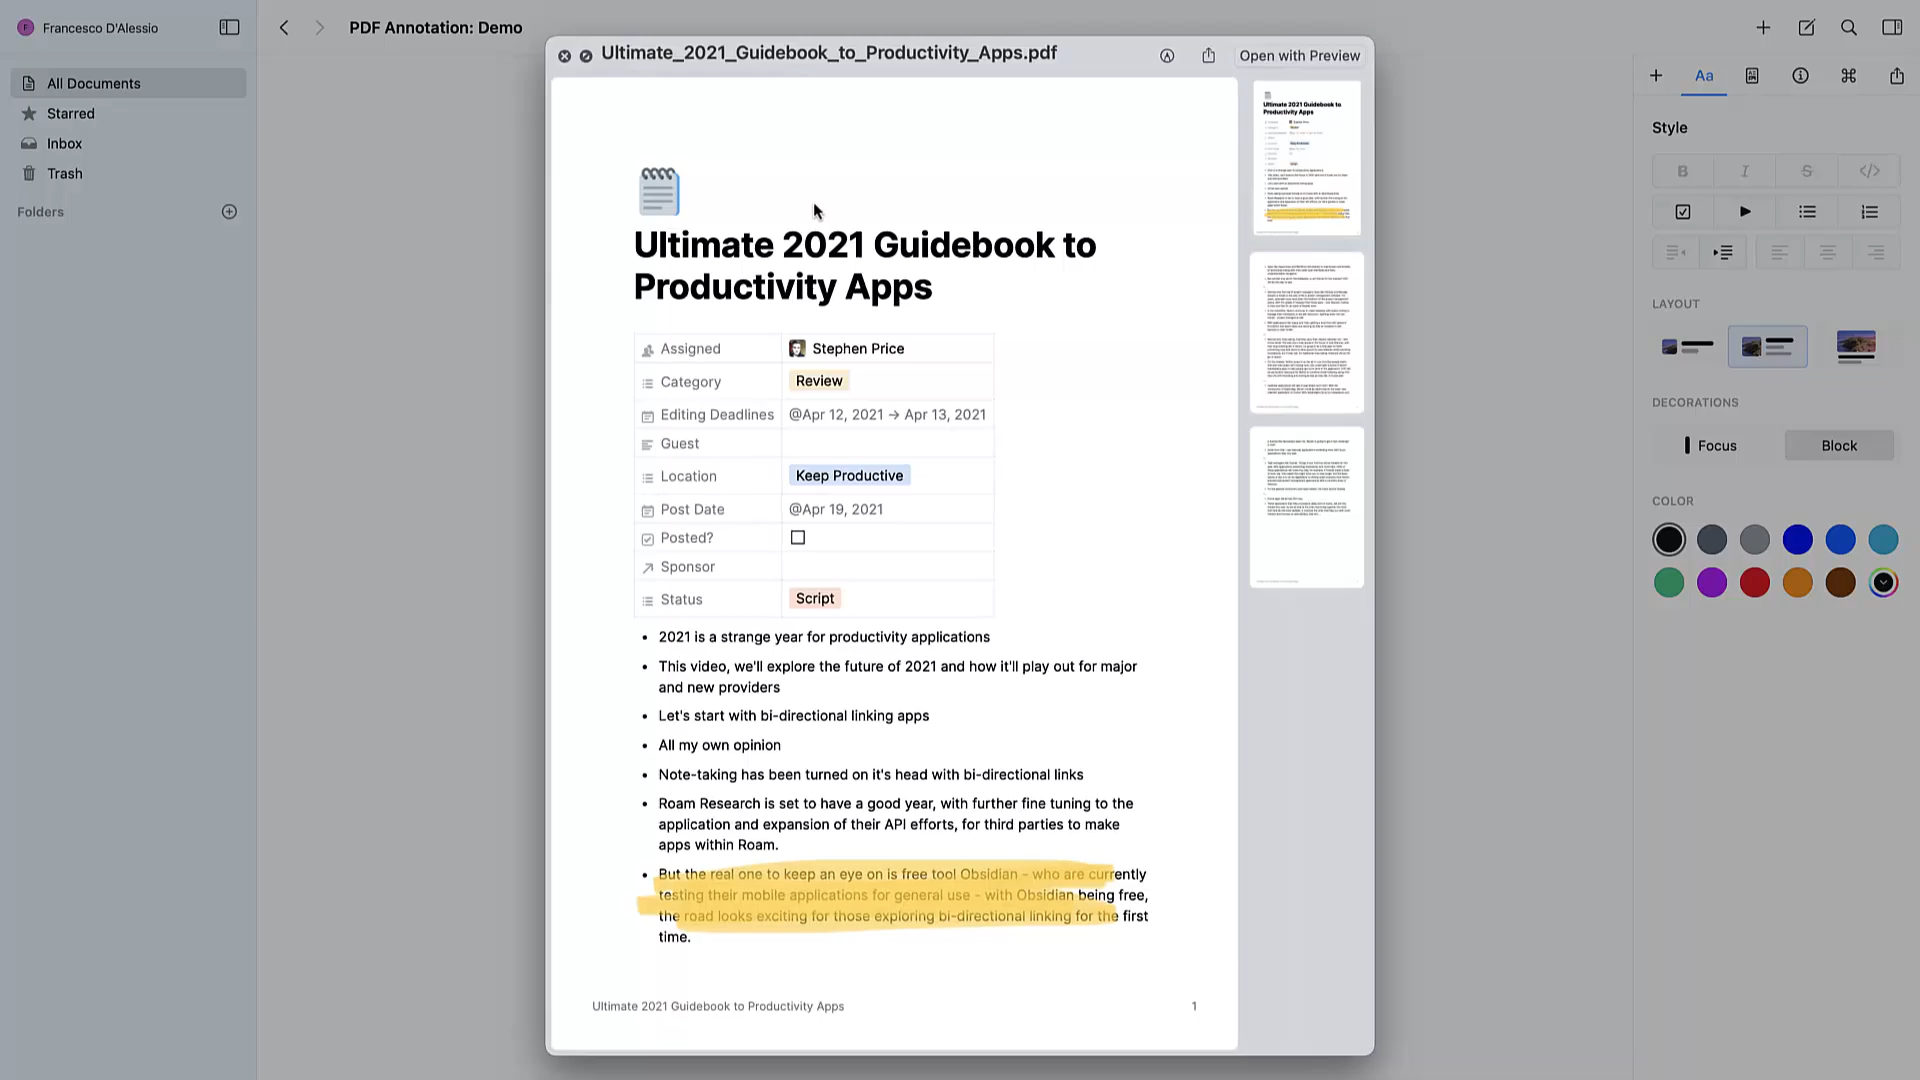 F Francesco D'Alessio
PDF Annotation: Demo
All Documents
Starred
Inbox
Trash
Folders
Ultimate_2021_Guidebook_to_Productivity_Apps.pdf
Open with Preview
Ultimate 2021 Guidebook to
Productivity Apps
Assigned Stephen Price
Category Review
Editing Deadlines @Apr 12, 2021 → Apr 13, 2021
Guest
Location Keep Productive
Post Date @Apr 19, 2021
Posted?
Sponsor
Status Script
• 2021 is a strange year for productivity applications
• This video, we'll explore the future of 2021 and how it'll play out for major
and new providers
• Let's start with bi-directional linking apps
• All my own opinion
• Note-taking has been turned on it's head with bi-directional links
• Roam Research is set to have a good year, with further fine tuning to the
application and expansion of their API efforts, for third parties to make
apps within Roam.
• But the real one to keep an eye on is free tool Obsidian - who are currently
testing their mobile applications for general use - with Obsidian being free,
the road looks exciting for those exploring bi-directional linking for the first
time.
Ultimate 2021 Guidebook to Productivity Apps 1
Ultimate 2021 Guidebook to
Productivity Apps
Aa
Style
B I S </>
LAYOUT
DECORATIONS
Focus Block
COLOR